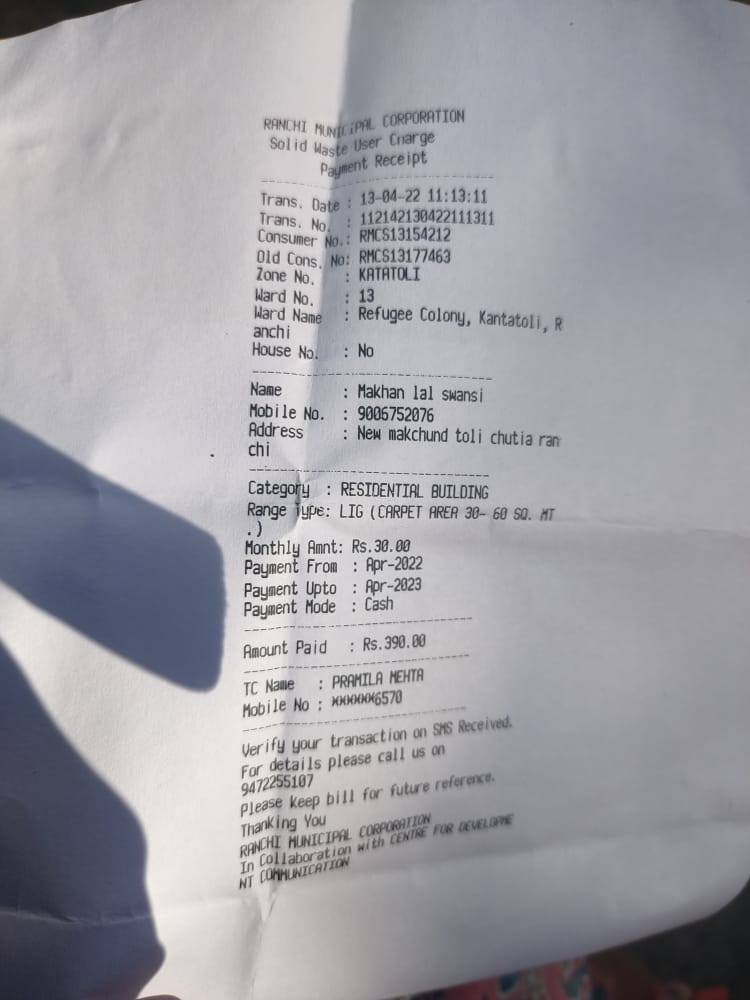 RANCHI MUNICIPAL CORPORATION
Solid Waste User Charge
Payment Receipt
Trans. Date : 13-04-22 11:13:11
Trans. No. : 112142130422111311
Consumer No.: RMCS13154212
Old Cons. No: RMCS13177463
Zone No. : KATATOLI
Ward No. : 13
Ward Name : Refugee Colony, Kantatoli, R
anchi
House No. : No
Name : Makhan lal swansi
Mobile No. : 9006752076
Address : New makchund toli chutia ran
chi
Category : RESIDENTIAL BUILDING
Range Type: LIG (CARPET AREA 30- 60 SQ. MT
.)
Monthly Amnt: Rs.30.00
Payment From : Apr-2022
Payment Upto : Apr-2023
Payment Mode : Cash
Amount Paid : Rs.390.00
TC Name : PRAMILA MEHTA
Mobile No : XXXXXX6570
Verify your transaction on SMS Received.
For details please call us on
9472255107
Please keep bill for future reference.
Thanking You
RANCHI MUNICIPAL CORPORATION
In Collaboration with CENTRE FOR DEVELOPME
NT COMMUNICATION